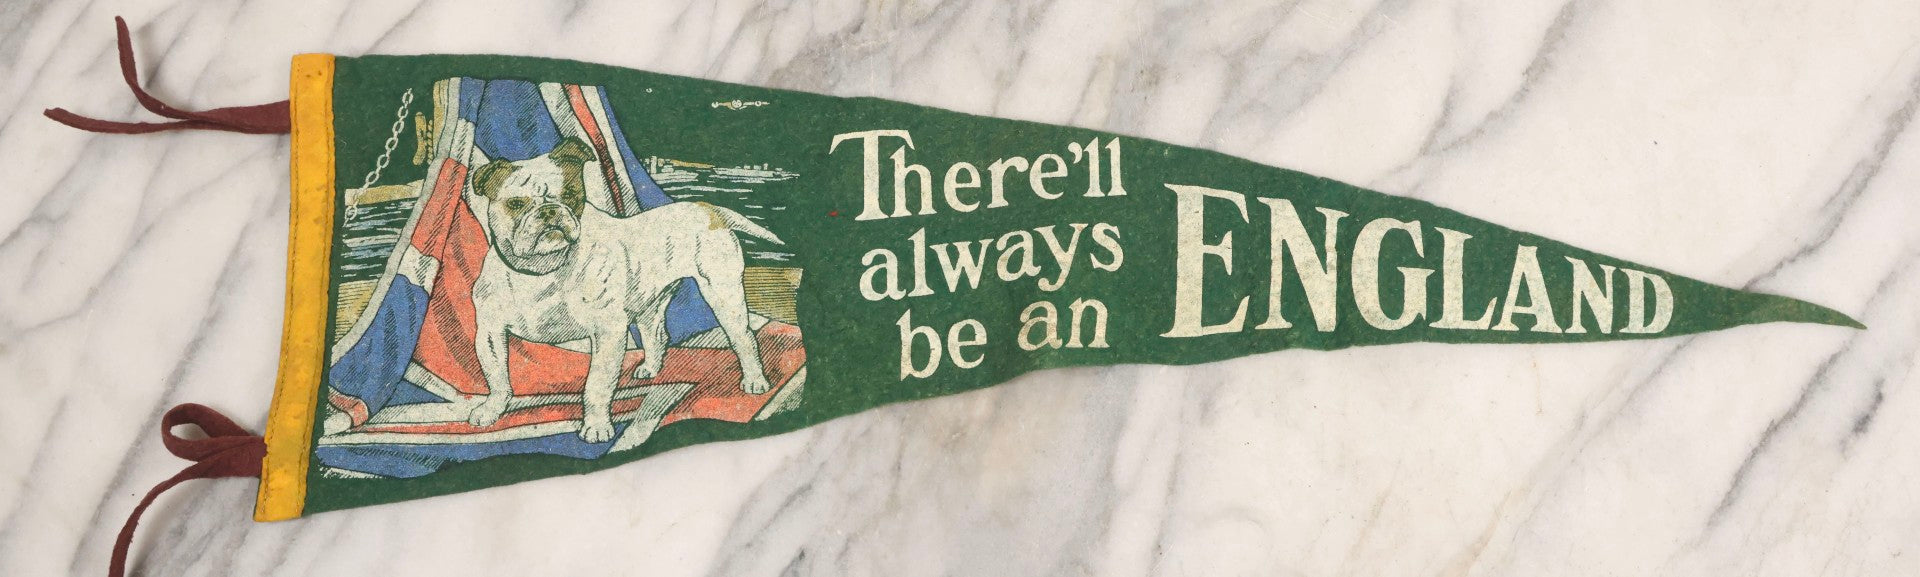 There'll
always
be an
ENGLAND